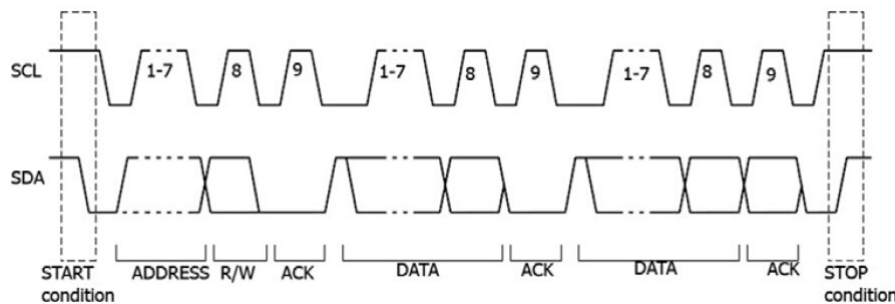 SCL 1-7 8 9 1-7 8 9 1-7 8 9
SDA
START ADDRESS R/W ACK DATA ACK DATA ACK STOP
condition condition